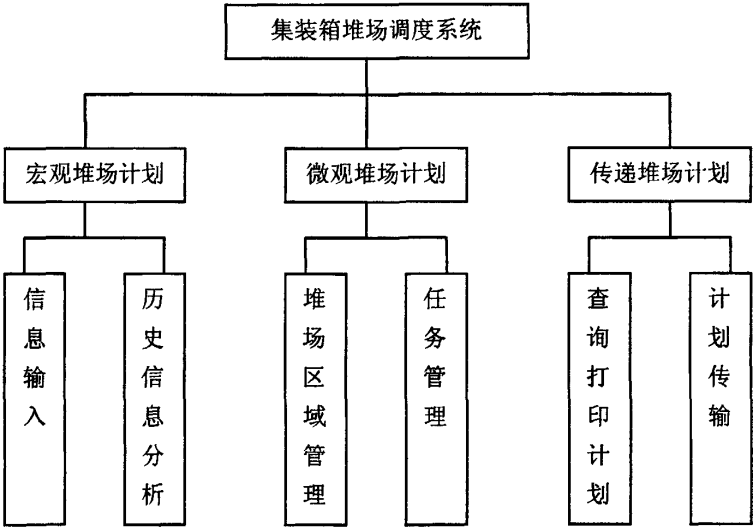 集装箱堆场调度系统
宏观堆场计划
微观堆场计划
传递堆场计划
信息输入
历史信息分析
堆场区域管理
任务管理
查询打印计划
计划传输